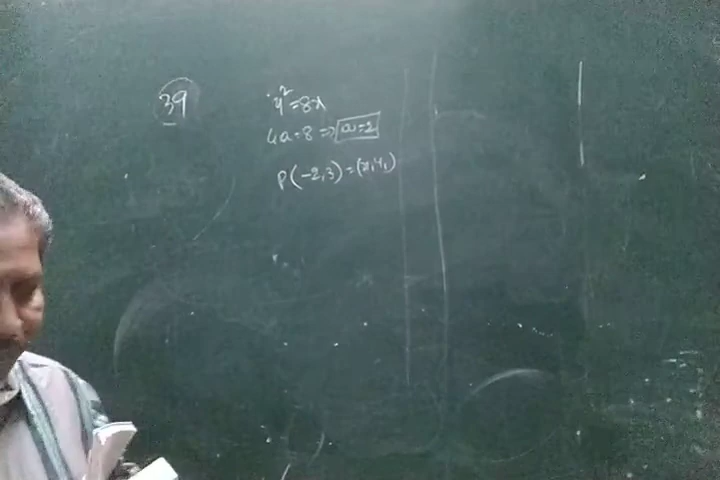 39
y² = 8x
4a = 8 ⇒ a = 2
P(-2,3) = (x₁,y₁)